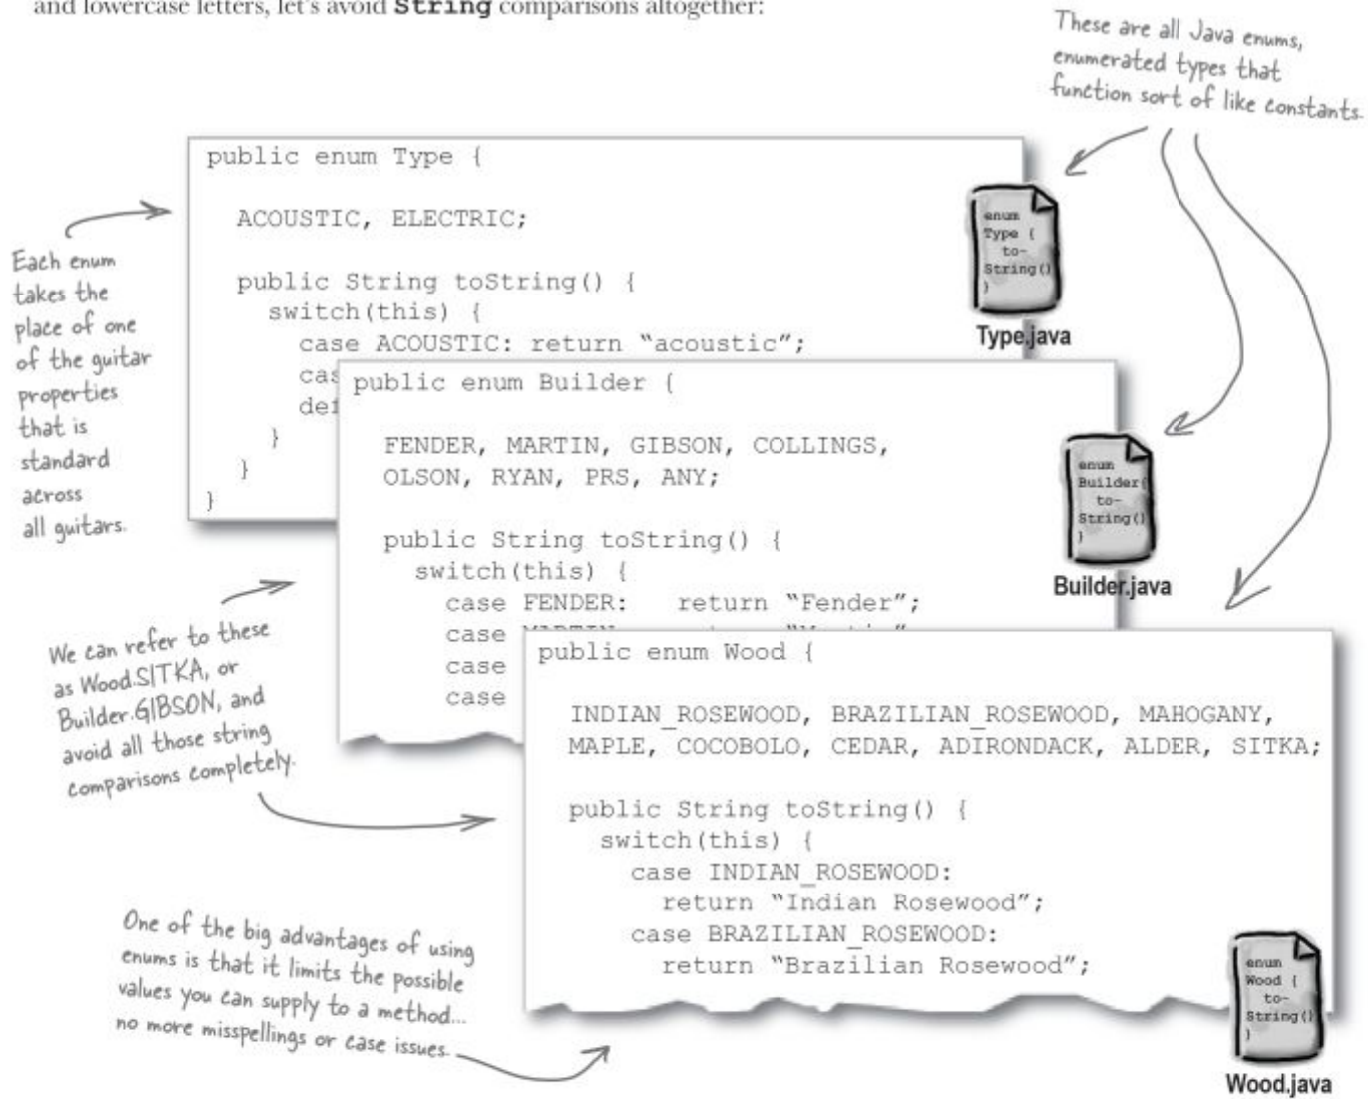 and lowercase letters, let's avoid String comparisons altogether:
These are all Java enums,
enumerated types that
function sort of like constants.
public enum Type {
ACOUSTIC, ELECTRIC;
public String toString() {
switch(this) {
case ACOUSTIC: return “acoustic”;
cas
def
}
}
}
enum
Type {
to-
String()
}
Type.java
Each enum
takes the
place of one
of the guitar
properties
that is
standard
across
all guitars.
public enum Builder {
FENDER, MARTIN, GIBSON, COLLINGS,
OLSON, RYAN, PRS, ANY;
public String toString() {
switch(this) {
case FENDER:   return “Fender”;
case
case
case
enum
Builder{
to-
String()
}
Builder.java
We can refer to these
as Wood.SITKA, or
Builder.GIBSON, and
avoid all those string
comparisons completely.
public enum Wood {
INDIAN_ROSEWOOD, BRAZILIAN_ROSEWOOD, MAHOGANY,
MAPLE, COCOBOLO, CEDAR, ADIRONDACK, ALDER, SITKA;
public String toString() {
switch(this) {
case INDIAN_ROSEWOOD:
return “Indian Rosewood”;
case BRAZILIAN_ROSEWOOD:
return “Brazilian Rosewood”;
enum
Wood {
to-
String()
}
Wood.java
One of the big advantages of using
enums is that it limits the possible
values you can supply to a method...
no more misspellings or case issues.